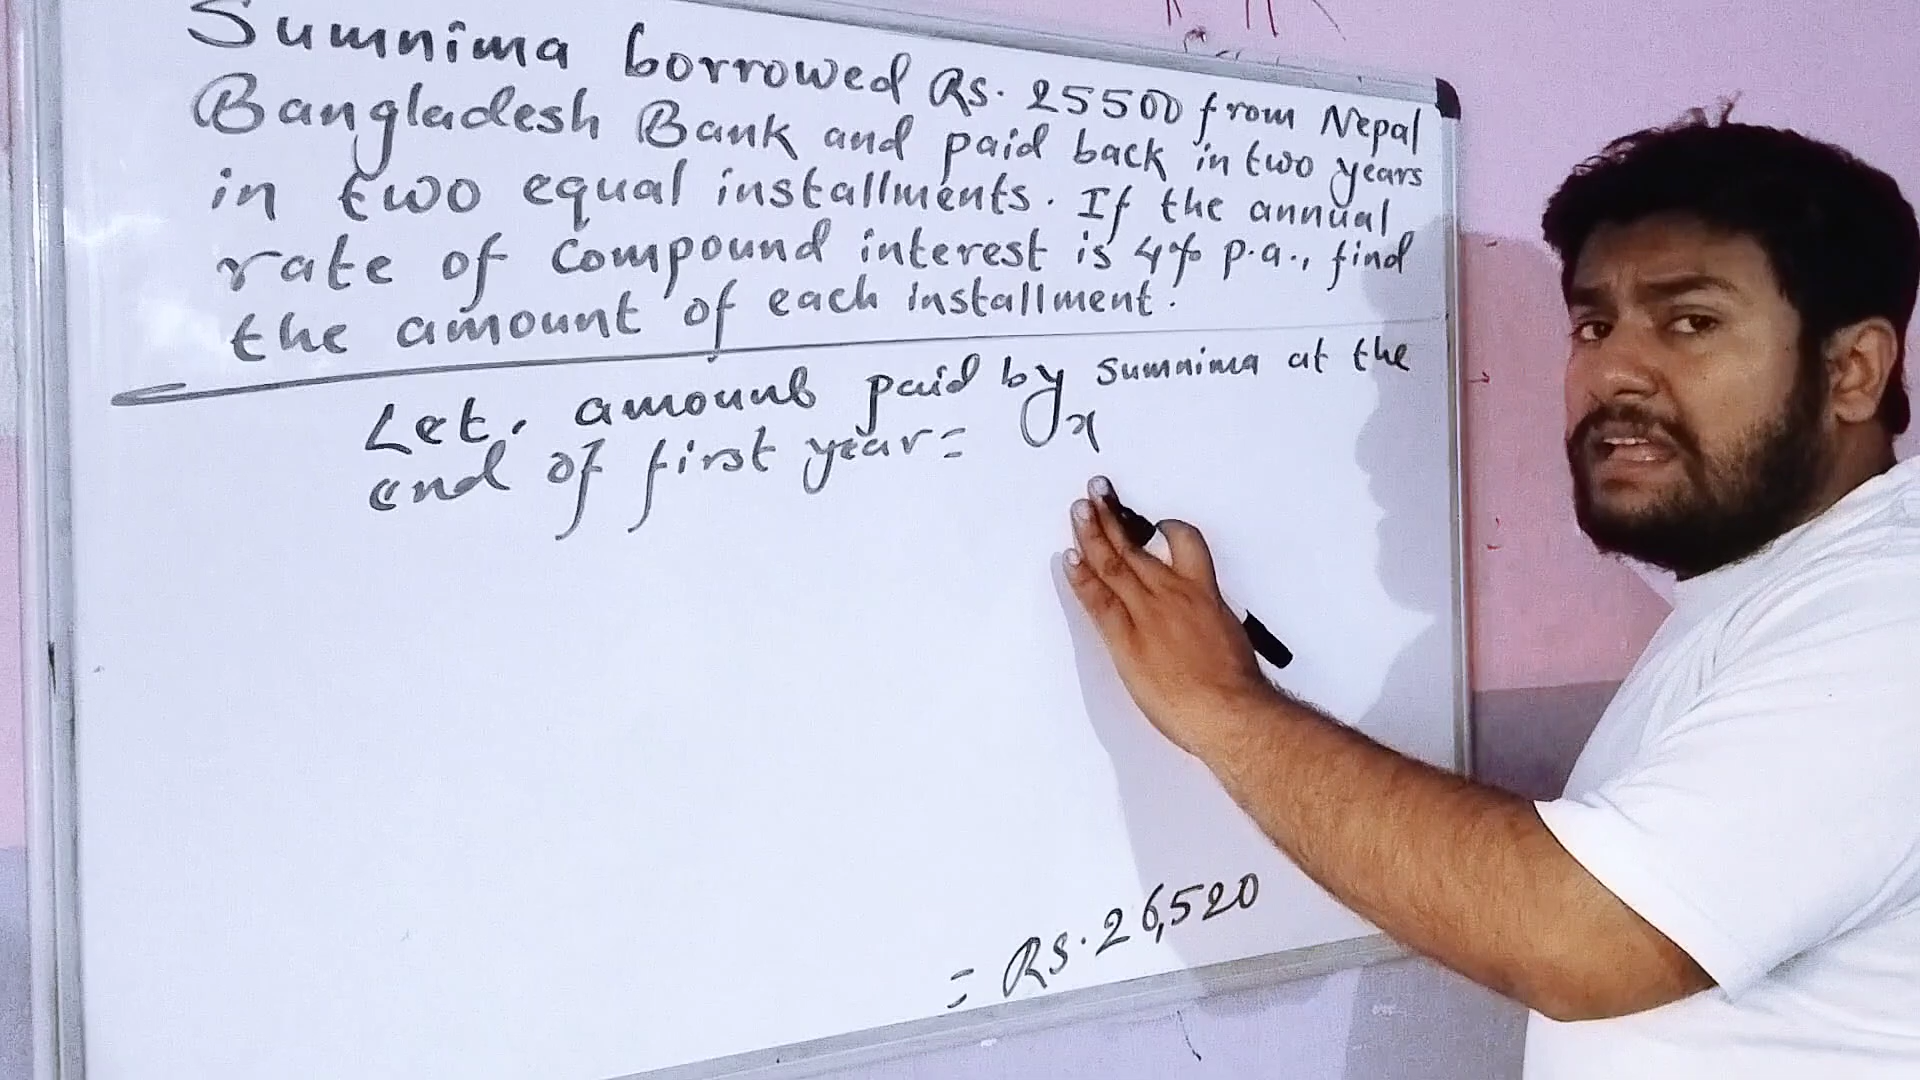 Sumnima borrowed Rs. 25500 from Nepal
Bangladesh Bank and paid back in two years
in two equal installments. If the annual
rate of compound interest is 4% p.a., find
the amount of each installment.
Let, amount paid by sumnima at the
end of first year = x
= Rs. 26,520